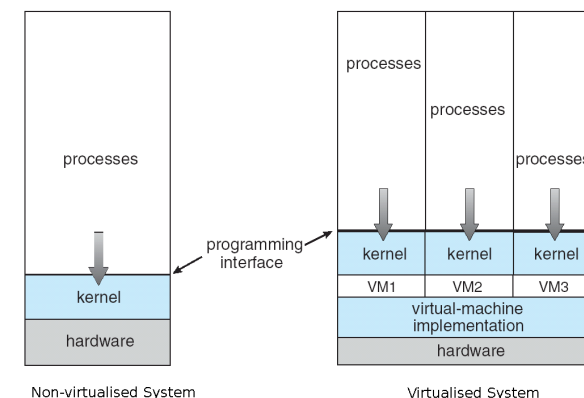 processes
kernel
hardware
Non-virtualised System
programming
interface
processes
processes
processes
kernel
kernel
kernel
VM1
VM2
VM3
virtual-machine
implementation
hardware
Virtualised System